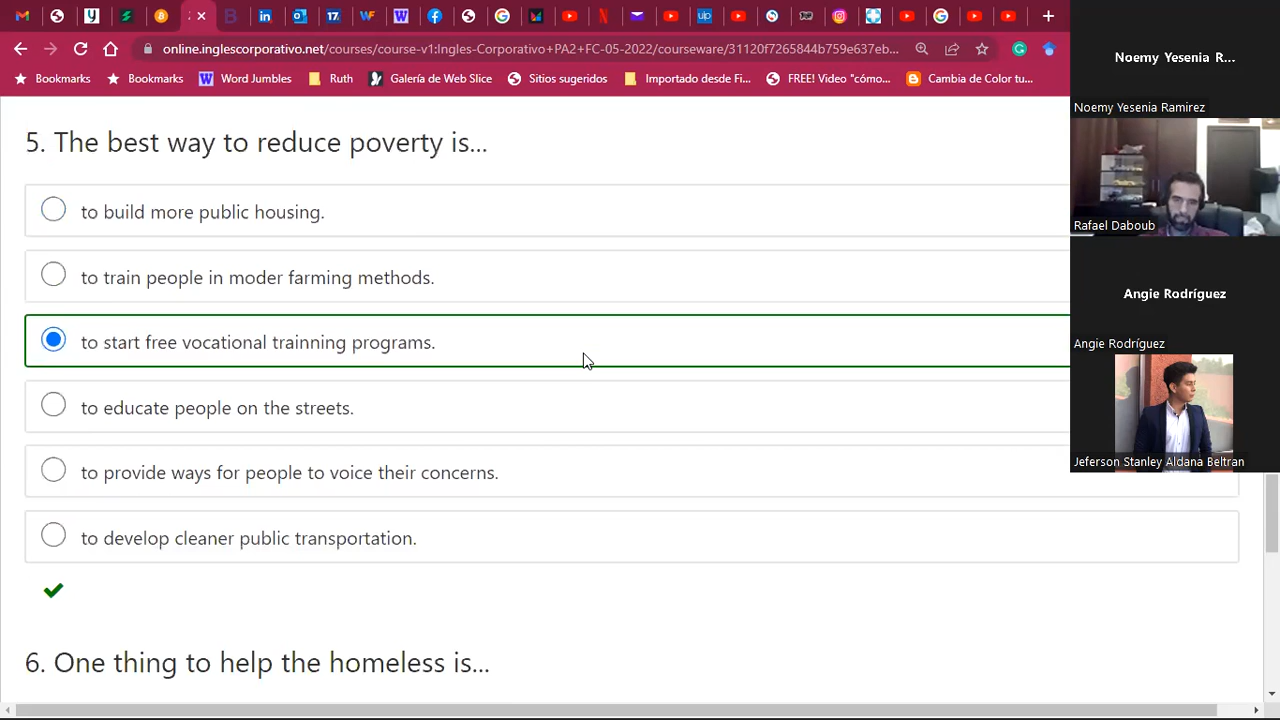 online.inglescorporativo.net/courses/course-v1:Ingles-Corporativo+PA2+FC-05-2022/courseware/31120f7265844b759e637eb...
Bookmarks Bookmarks Word Jumbles Ruth Galería de Web Slice Sitios sugeridos Importado desde Fi... FREE! Video "cómo... Cambia de Color tu...
5. The best way to reduce poverty is...
to build more public housing.
to train people in moder farming methods.
to start free vocational trainning programs.
to educate people on the streets.
to provide ways for people to voice their concerns.
to develop cleaner public transportation.
6. One thing to help the homeless is...
Noemy Yesenia R...
Noemy Yesenia Ramirez
Rafael Daboub
Angie Rodríguez
Angie Rodríguez
Jeferson Stanley Aldana Beltran